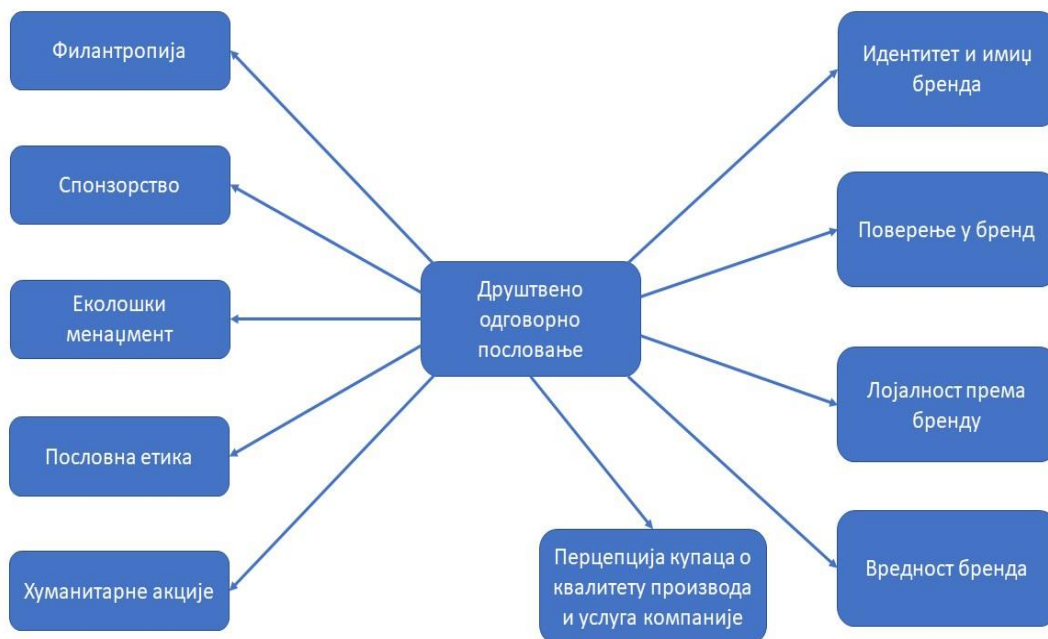 Филантропија
Спонзорство
Еколошки
менаџмент
Пословна етика
Хуманитарне акције
Друштвено
одговорно
пословање
Перцепција купаца о
квалитету производа
и услуга компаније
Идентитет и имиџ
бренда
Поверење у бренд
Лојалност према
бренду
Вредност бренда